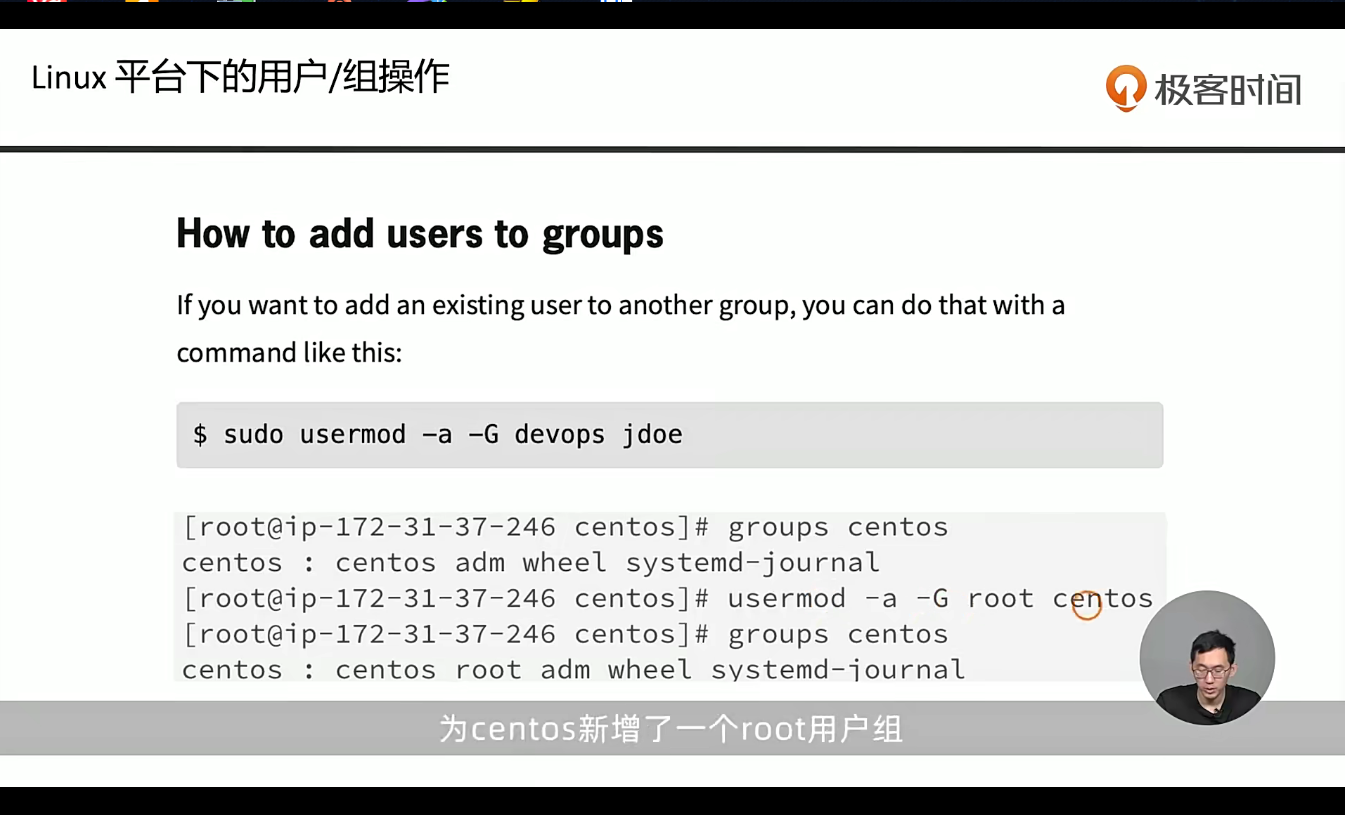 Linux 平台下的用户/组操作
极客时间
How to add users to groups
If you want to add an existing user to another group, you can do that with a
command like this:
$ sudo usermod –a –G devops jdoe
[root@ip-172-31-37-246 centos]# groups centos
centos : centos adm wheel systemd-journal
[root@ip-172-31-37-246 centos]# usermod -a -G root centos
[root@ip-172-31-37-246 centos]# groups centos
centos : centos root adm wheel systemd-journal
为centos新增了一个root用户组